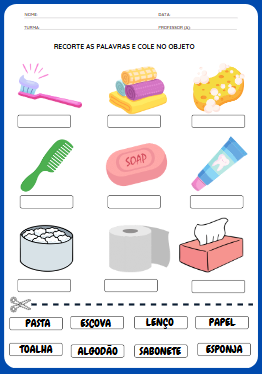 NOME: DATA:
TURMA: PROFESSOR (A):
RECORTE AS PALAVRAS E COLE NO OBJETO
SOAP
PASTA ESCOVA LENÇO PAPEL
TOALHA ALGODÃO SABONETE ESPONJA